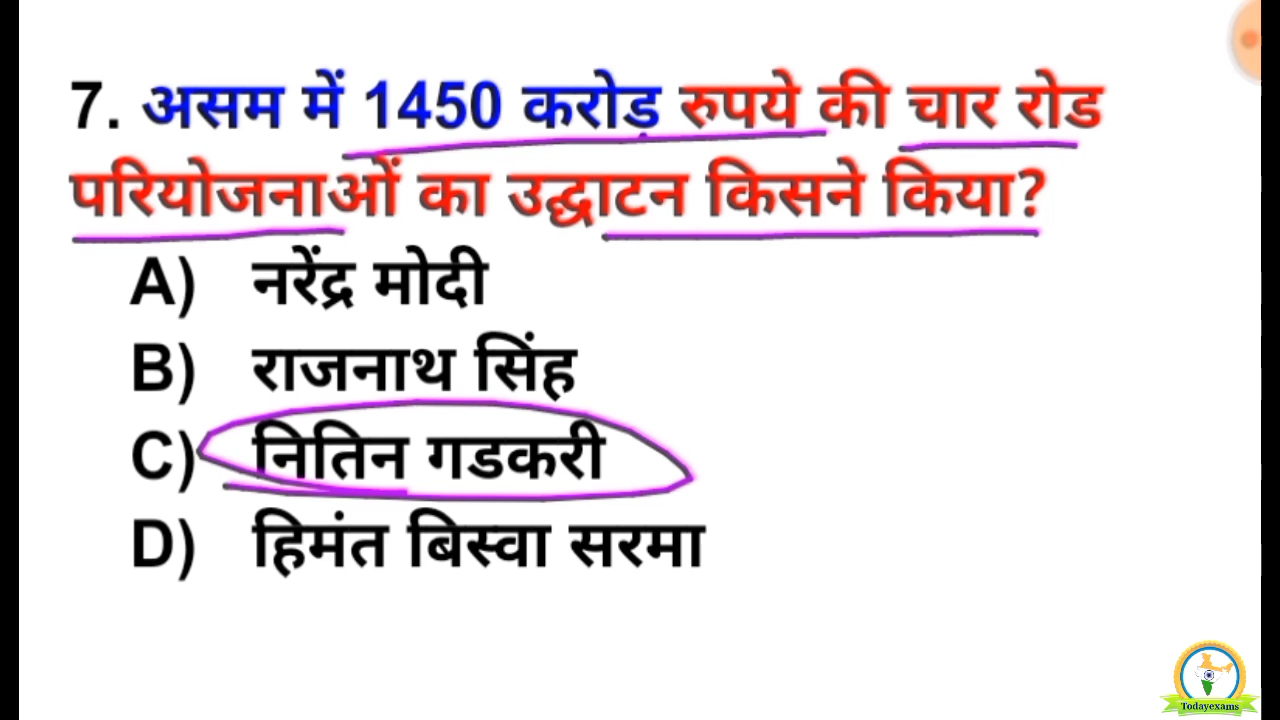 7. असम में 1450 करोड़ रुपये की चार रोड
परियोजनाओं का उद्घाटन किसने किया?
A) नरेंद्र मोदी
B) राजनाथ सिंह
C) नितिन गडकरी
D) हिमंत बिस्वा सरमा
Todayexams